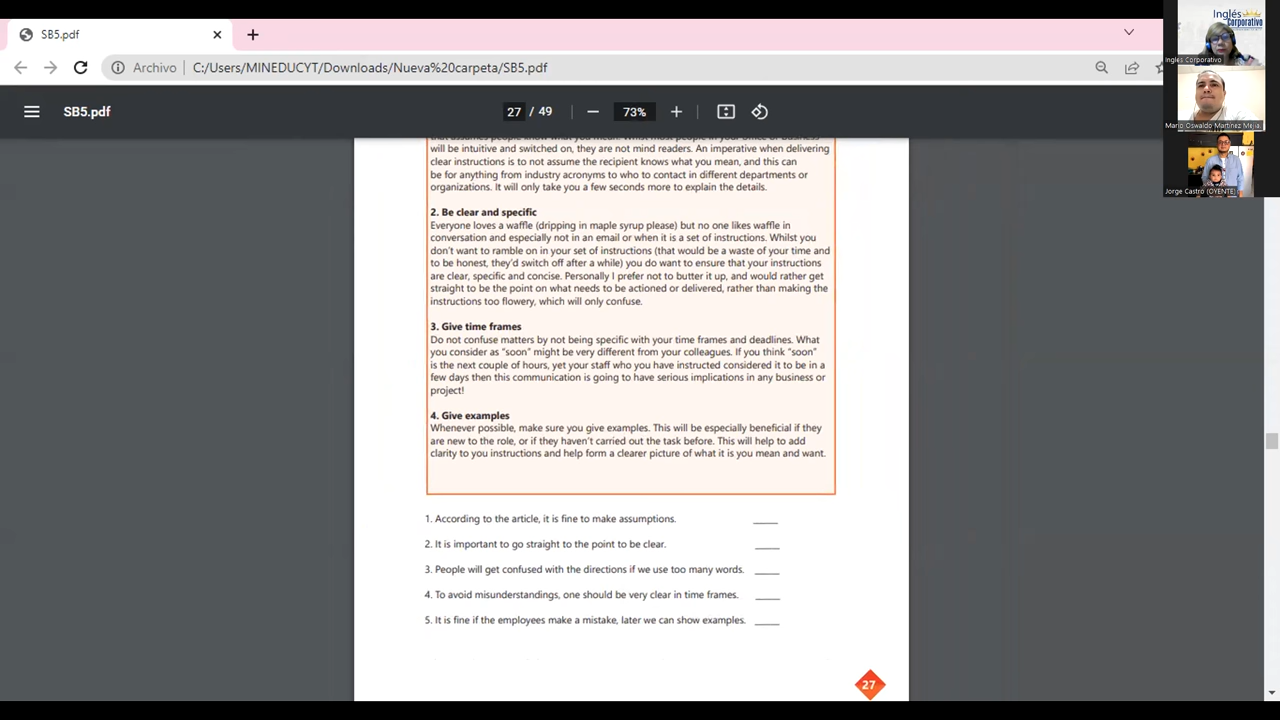 SB5.pdf
Archivo
C:/Users/MINEDUCYT/Downloads/Nueva%20carpeta/SB5.pdf
SB5.pdf
27 / 49
73%
will be intuitive and switched on, they are not mind readers. An imperative when delivering
clear instructions is to not assume the recipient knows what you mean, and this can
be for anything from industry acronyms to who to contact in different departments or
organizations. It will only take you a few seconds more to explain the details.
2. Be clear and specific
Everyone loves a waffle (dripping in maple syrup please) but no one likes waffle in
conversation and especially not in an email or when it is a set of instructions. Whilst you
don't want to ramble on in your set of instructions (that would be a waste of your time and
to be honest, they'd switch off after a while) you do want to ensure that your instructions
are clear, specific and concise. Personally I prefer not to butter it up, and would rather get
straight to be the point on what needs to be actioned or delivered, rather than making the
instructions too flowery, which will only confuse.
3. Give time frames
Do not confuse matters by not being specific with your time frames and deadlines. What
you consider as "soon" might be very different from your colleagues. If you think "soon"
is the next couple of hours, yet your staff who you have instructed considered it to be in a
few days then this communication is going to have serious implications in any business or
project!
4. Give examples
Whenever possible, make sure you give examples. This will be especially beneficial if they
are new to the role, or if they haven't carried out the task before. This will help to add
clarity to you instructions and help form a clearer picture of what it is you mean and want.
1. According to the article, it is fine to make assumptions. ____
2. It is important to go straight to the point to be clear. ____
3. People will get confused with the directions if we use too many words. ____
4. To avoid misunderstandings, one should be very clear in time frames. ____
5. It is fine if the employees make a mistake, later we can show examples. ____
27
Inglés
Corporativo
Inglés Corporativo
Mario Oswaldo Martinez Mejia
Jorge Castro (OYENTE)